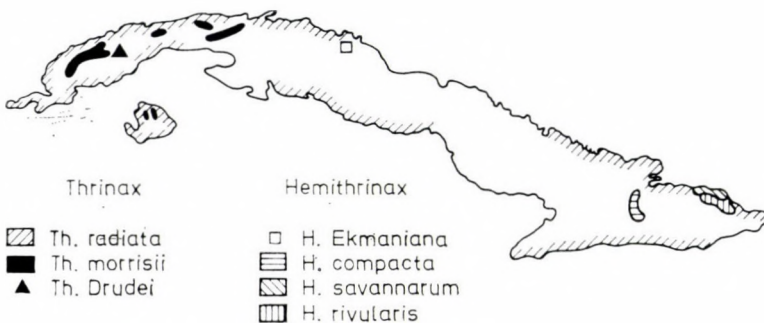 Thrinax
Th. radiata
Th. morrisii
Th. Drudei
Hemithrinax
H. Ekmaniana
H. compacta
H. savannarum
H. rivularis